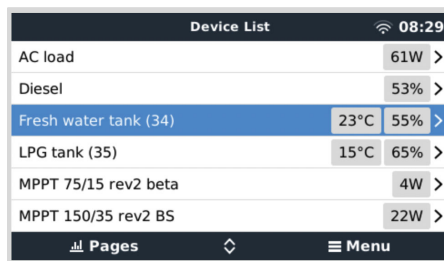 Device List 08:29
AC load 61W
Diesel 53%
Fresh water tank (34) 23°C 55%
LPG tank (35) 15°C 65%
MPPT 75/15 rev2 beta 4W
MPPT 150/35 rev2 BS 22W
Pages Menu